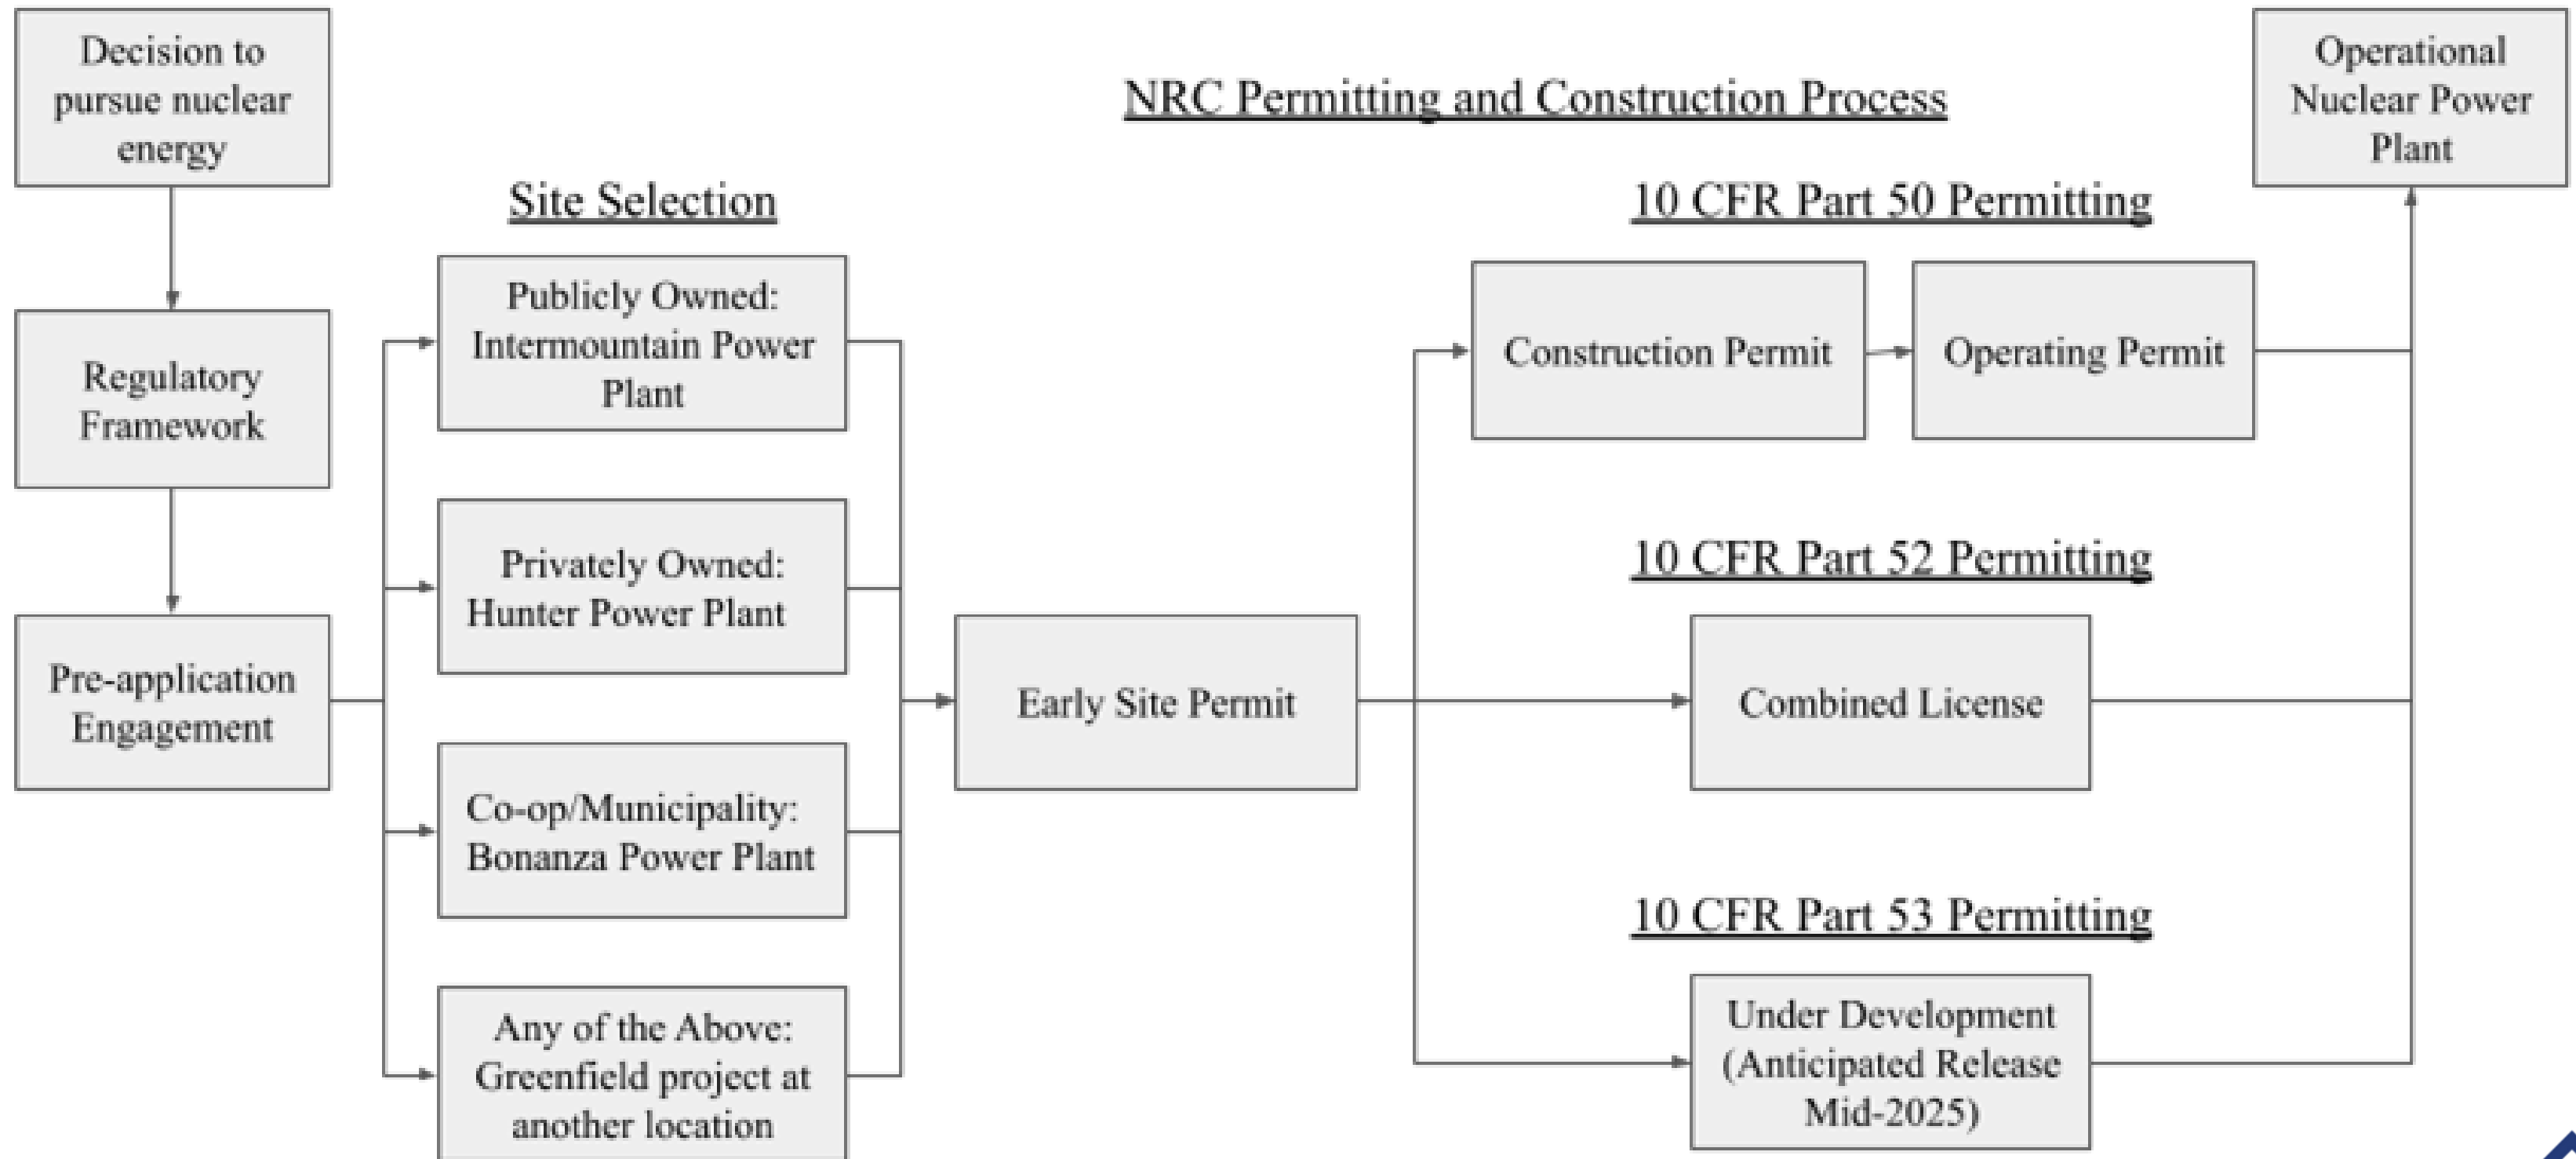 Decision to
pursue nuclear
energy
Regulatory
Framework
Pre-application
Engagement
Site Selection
Publicly Owned:
Intermountain Power
Plant
Privately Owned:
Hunter Power Plant
Co-op/Municipality:
Bonanza Power Plant
Any of the Above:
Greenfield project at
another location
NRC Permitting and Construction Process
Early Site Permit
10 CFR Part 50 Permitting
Construction Permit
Operating Permit
10 CFR Part 52 Permitting
Combined License
10 CFR Part 53 Permitting
Under Development
(Anticipated Release
Mid-2025)
Operational
Nuclear Power
Plant